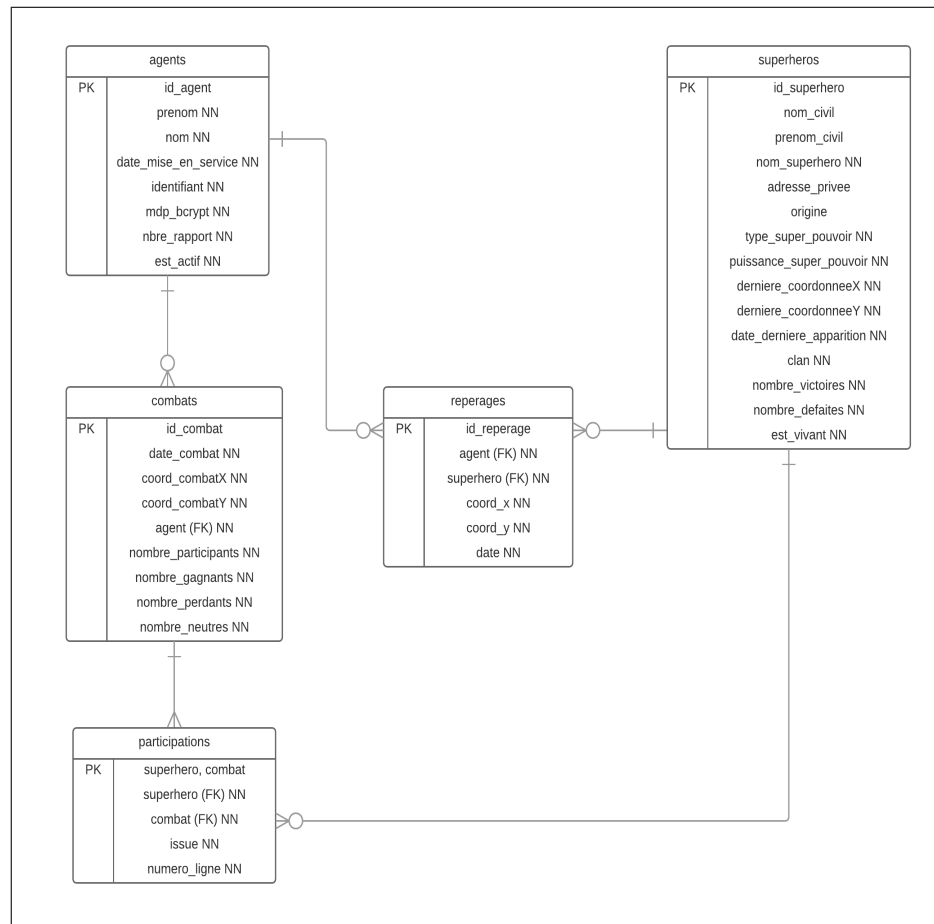 agents
PK id_agent
prenom NN
nom NN
date_mise_en_service NN
identifiant NN
mdp_bcrypt NN
nbre_rapport NN
est_actif NN
superheros
PK id_superhero
nom_civil
prenom_civil
nom_superhero NN
adresse_privee
origine
type_super_pouvoir NN
puissance_super_pouvoir NN
derniere_coordonneeX NN
derniere_coordonneeY NN
date_derniere_apparition NN
clan NN
nombre_victoires NN
nombre_defaites NN
est_vivant NN
combats
PK id_combat
date_combat NN
coord_combatX NN
coord_combatY NN
agent (FK) NN
nombre_participants NN
nombre_gagnants NN
nombre_perdants NN
nombre_neutres NN
reperages
PK id_reperage
agent (FK) NN
superhero (FK) NN
coord_x NN
coord_y NN
date NN
participations
PK superhero, combat
superhero (FK) NN
combat (FK) NN
issue NN
numero_ligne NN